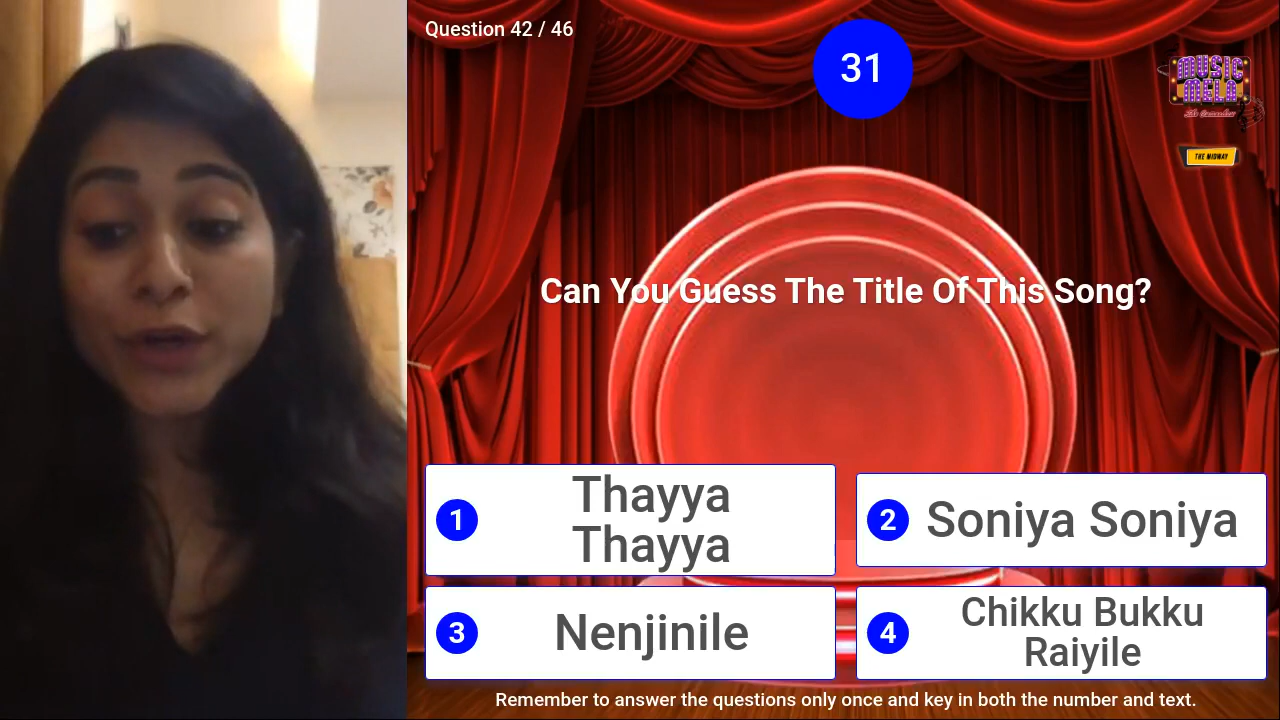 Question 42 / 46
31
MUSIC
MELA
THE MIDWAY
Can You Guess The Title Of This Song?
1 Thayya
Thayya
2 Soniya Soniya
3 Nenjinile
4 Chikku Bukku
Raiyile
Remember to answer the questions only once and key in both the number and text.